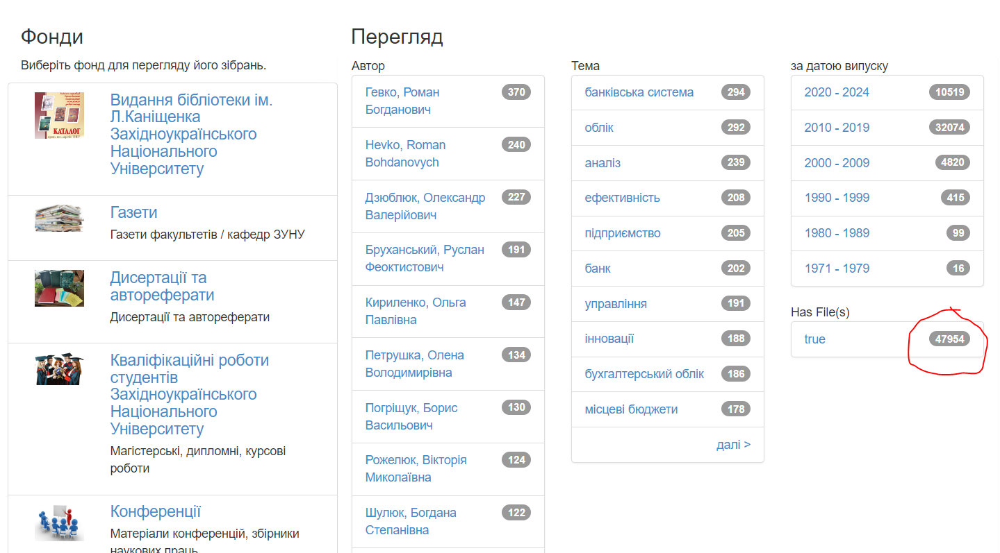 Фонди
Виберіть фонд для перегляду його зібрань.
КАТАЛОГ
Видання бібліотеки ім.
Л.Каніщенка
Західноукраїнського
Національного
Університету
Газети
Газети факультетів / кафедр ЗУНУ
Дисертації та
автореферати
Дисертації та автореферати
Кваліфікаційні роботи
студентів
Західноукраїнського
Національного
Університету
Магістерські, дипломні, курсові
роботи
Конференції
Матеріали конференцій, збірники
наукових праць
Перегляд
Автор
Гевко, Роман 370
Богданович
Hevko, Roman 240
Bohdanovych
Дзюблюк, Олександр 227
Валерійович
Бруханський, Руслан 191
Феоктистович
Кириленко, Ольга 147
Павлівна
Петрушка, Олена 134
Володимирівна
Погріщук, Борис 130
Васильович
Рожелюк, Вікторія 124
Миколаївна
Шулюк, Богдана 122
Степанівна
Тема
банківська система 294
облік 292
аналіз 239
ефективність 208
підприємство 205
банк 202
управління 191
інновації 188
бухгалтерський облік 186
місцеві бюджети 178
далі >
за датою випуску
2020 - 2024 10519
2010 - 2019 32074
2000 - 2009 4820
1990 - 1999 415
1980 - 1989 99
1971 - 1979 16
Has File(s)
true 47954